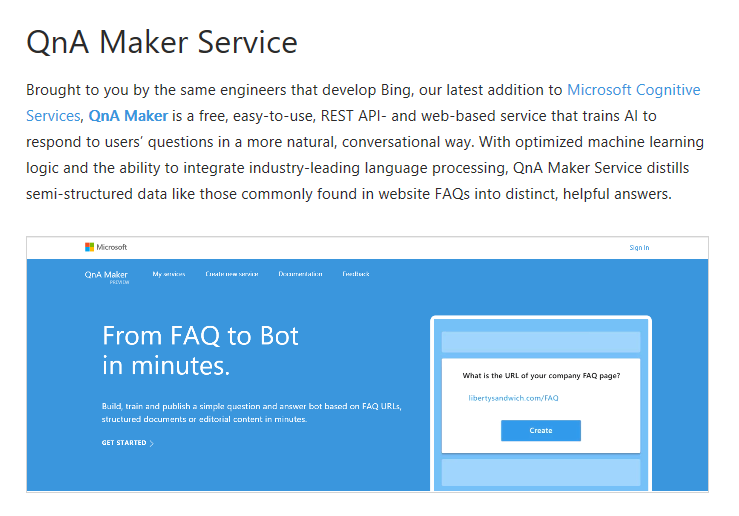 QnA Maker Service
Brought to you by the same engineers that develop Bing, our latest addition to Microsoft Cognitive
Services, QnA Maker is a free, easy-to-use, REST API- and web-based service that trains AI to
respond to users’ questions in a more natural, conversational way. With optimized machine learning
logic and the ability to integrate industry-leading language processing, QnA Maker Service distills
semi-structured data like those commonly found in website FAQs into distinct, helpful answers.
Microsoft
Sign In
QnA Maker
PREVIEW
My services
Create new service
Documentation
Feedback
From FAQ to Bot
in minutes.
Build, train and publish a simple question and answer bot based on FAQ URLs,
structured documents or editorial content in minutes.
GET STARTED >
What is the URL of your company FAQ page?
libertysandwich.com/FAQ
Create